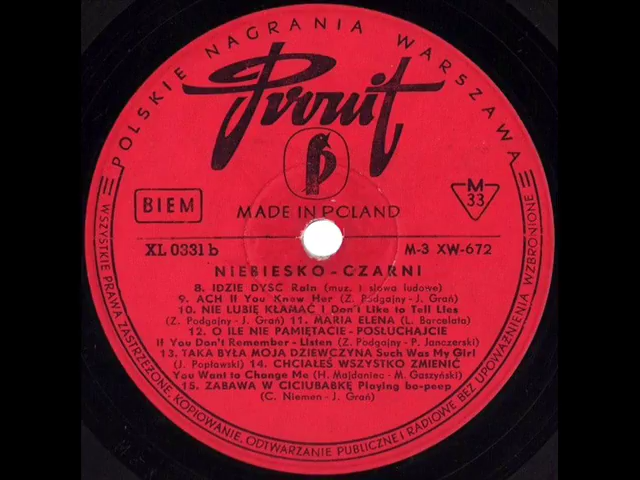 POLSKIE NAGRANIA WARSZAWA
Pronit
P
BIEM
MADE IN POLAND
M
33
XL 0331 b
M-3 XW-672
NIEBIESKO-CZARNI
8. IDZIE DYSC Rain (muz. i słowa ludowe)
9. ACH If You Knew Her (Z. Podgajny - J. Grań)
10. NIE LUBIĘ KŁAMAĆ I Don't Like to Tell Lies
(Z. Podgajny - J. Grań) 11. MARIA ELENA (L. Barcelata)
12. O ILE NIE PAMIĘTACIE - POSŁUCHAJCIE
If You Don't Remember - Listen (Z. Podgajny - P. Janczerski)
13. TAKA BYŁA MOJA DZIEWCZYNA Such Was My Girl
(J. Popławski) 14. CHCIAŁEŚ WSZYSTKO ZMIENIĆ
You Want to Change Me (H. Majdaniec - M. Gaszyński)
15. ZABAWA W CIUCIUBABKĘ Playing bo-peep
(C. Niemen - J. Grań)
WSZYSTKIE PRAWA ZASTRZEŻONE. KOPIOWANIE, ODTWARZANIE PUBLICZNE I RADIOWE BEZ UPOWAŻNIENIA WZBRONIONE